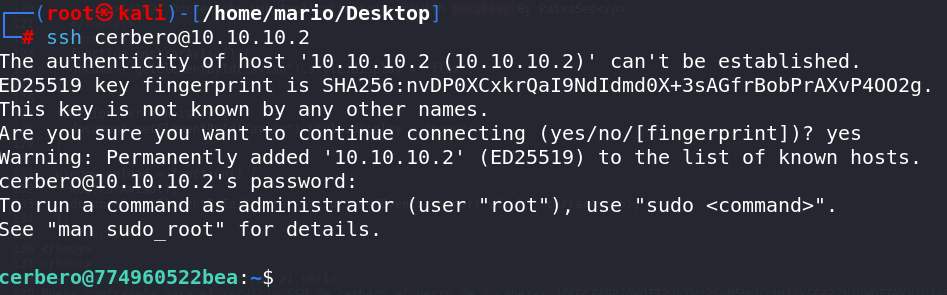 (root㉿kali)-[/home/mario/Desktop]
# ssh cerbero@10.10.10.2
The authenticity of host '10.10.10.2 (10.10.10.2)' can't be established.
ED25519 key fingerprint is SHA256:nvDP0XCxkrQaI9NdIdmd0X+3sAGfrBobPrAXvP4OO2g.
This key is not known by any other names.
Are you sure you want to continue connecting (yes/no/[fingerprint])? yes
Warning: Permanently added '10.10.10.2' (ED25519) to the list of known hosts.
cerbero@10.10.10.2's password:
To run a command as administrator (user "root"), use "sudo <command>".
See "man sudo_root" for details.
cerbero@774960522bea:~$